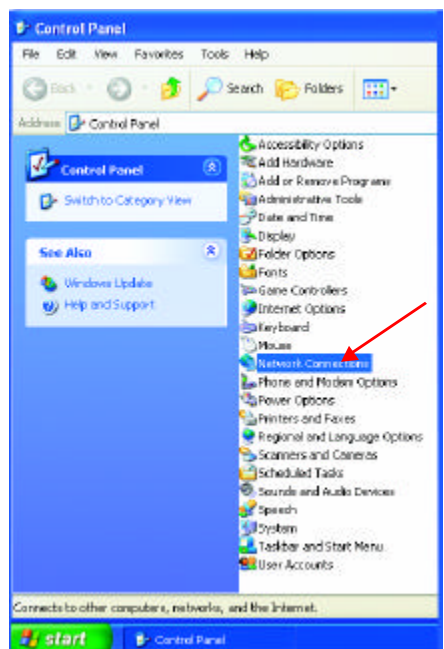 Control Panel
File Edit View Favorites Tools Help
Back Search Folders
Address Control Panel
Control Panel
Switch to Category View
See Also
Windows Update
Help and Support
Accessibility Options
Add Hardware
Add or Remove Programs
Administrative Tools
Date and Time
Display
Folder Options
Fonts
Game Controllers
Internet Options
Keyboard
Mouse
Network Connections
Phone and Modem Options
Power Options
Printers and Faxes
Regional and Language Options
Scanners and Cameras
Scheduled Tasks
Sounds and Audio Devices
Speech
System
Taskbar and Start Menu
User Accounts
Connects to other computers, networks, and the Internet.
start Control Panel